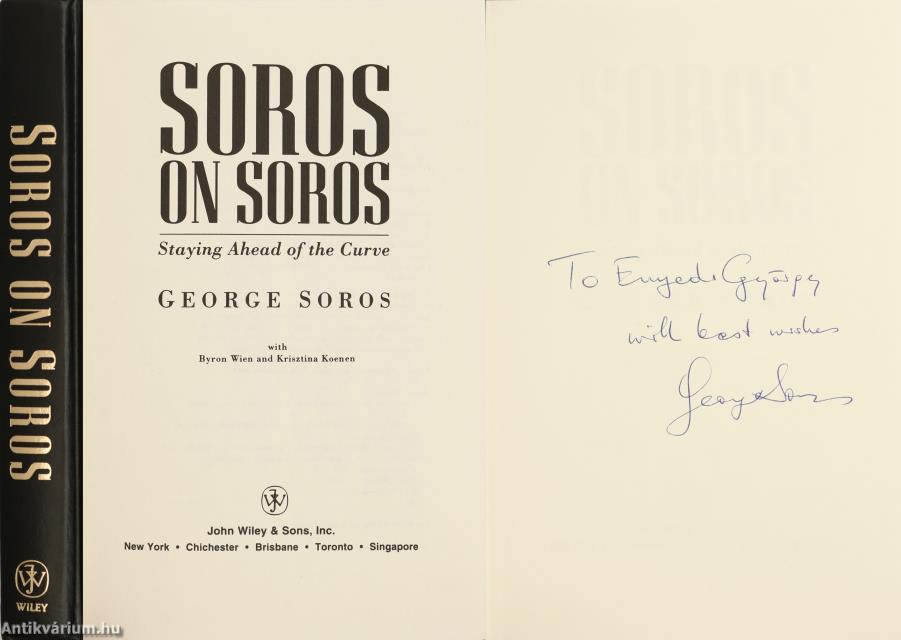 SOROS ON SOROS
WILEY
SOROS
ON SOROS
Staying Ahead of the Curve
GEORGE SOROS
with
Byron Wien and Krisztina Koenen
John Wiley & Sons, Inc.
New York • Chichester • Brisbane • Toronto • Singapore
To Enyedi György
with best wishes
George Soros
Antikvárium.hu